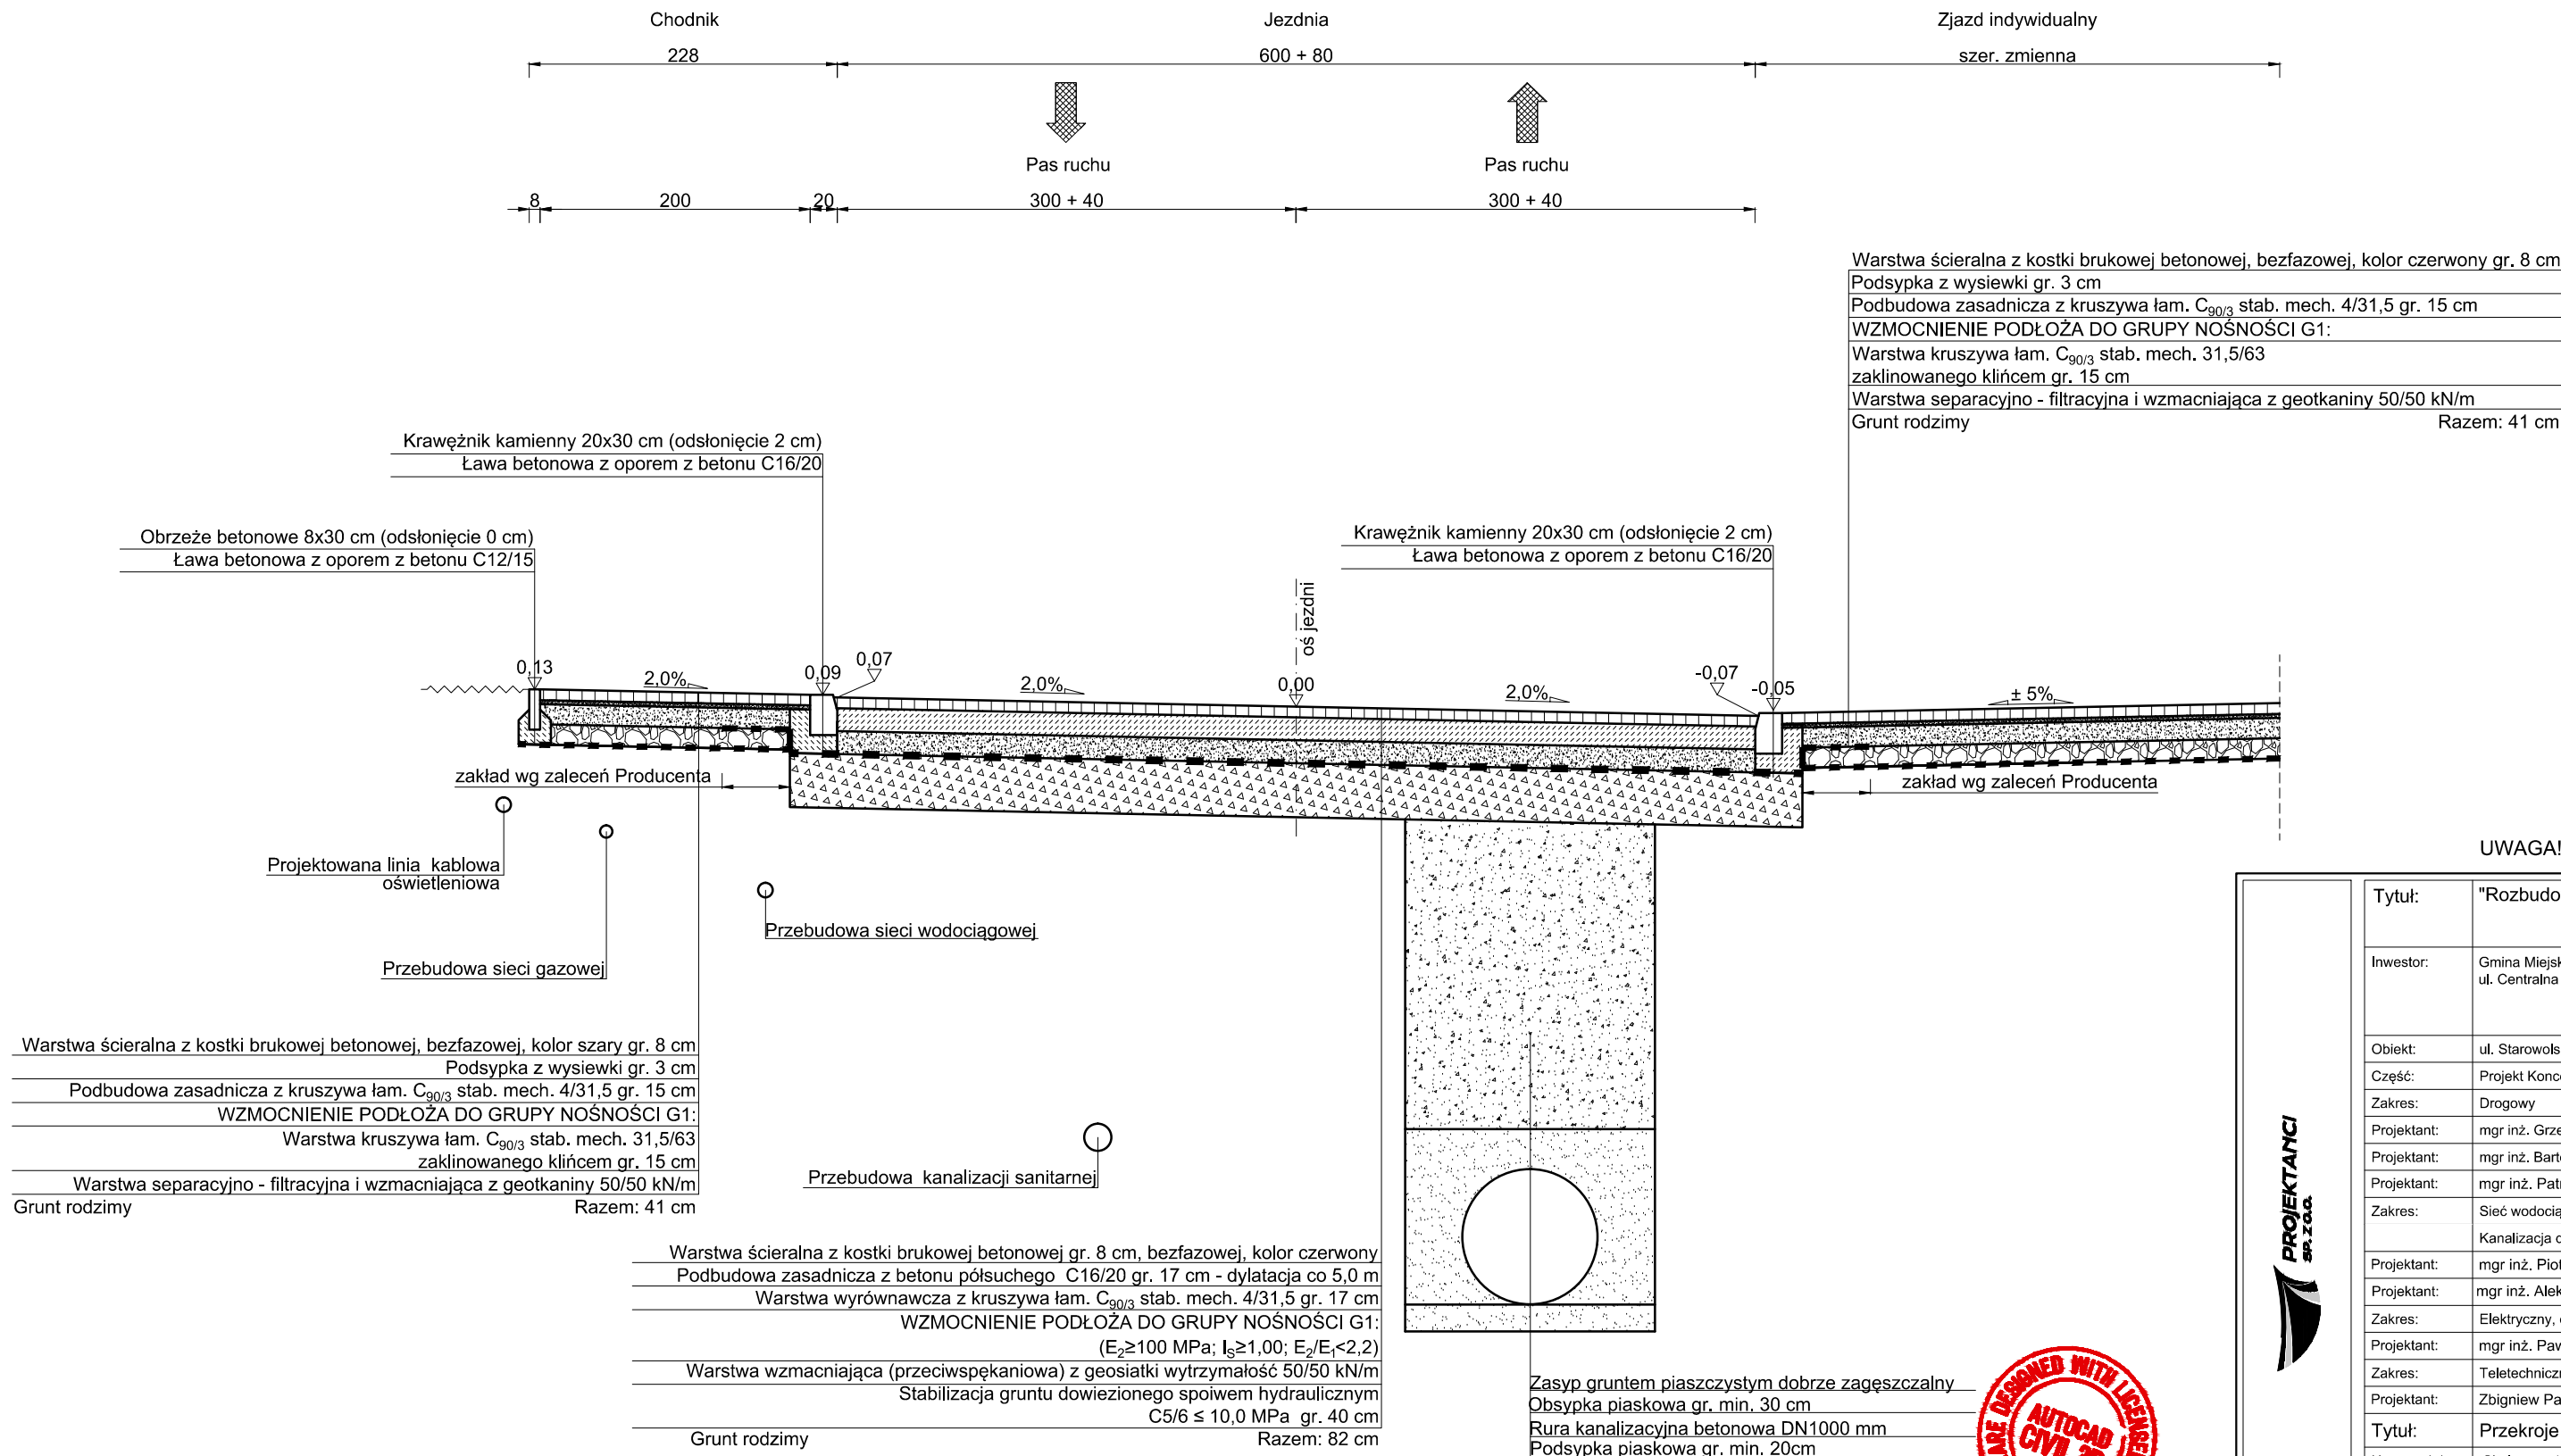 Chodnik
Jezdnia
Zjazd indywidualny
228
600 + 80
szer. zmienna
Pas ruchu
Pas ruchu
8
200
20
300 + 40
300 + 40
Warstwa ścieralna z kostki brukowej betonowej, bezfazowej, kolor czerwony gr. 8 cm
Podsypka z wysiewki gr. 3 cm
Podbudowa zasadnicza z kruszywa łam. C90/3 stab. mech. 4/31,5 gr. 15 cm
WZMOCNIENIE PODŁOŻA DO GRUPY NOŚNOŚCI G1:
Warstwa kruszywa łam. C90/3 stab. mech. 31,5/63
zaklinowanego klińcem gr. 15 cm
Warstwa separacyjno - filtracyjna i wzmacniająca z geotkaniny 50/50 kN/m
Grunt rodzimy Razem: 41 cm
Krawężnik kamienny 20x30 cm (odsłonięcie 2 cm)
Ława betonowa z oporem z betonu C16/20
Obrzeże betonowe 8x30 cm (odsłonięcie 0 cm)
Ława betonowa z oporem z betonu C12/15
Krawężnik kamienny 20x30 cm (odsłonięcie 2 cm)
Ława betonowa z oporem z betonu C16/20
oś jezdni
0,13
2,0%
0,09
0,07
2,0%
0,00
2,0%
-0,07
-0,05
± 5%
zakład wg zaleceń Producenta
zakład wg zaleceń Producenta
Projektowana linia kablowa
oświetleniowa
Przebudowa sieci wodociągowej
Przebudowa sieci gazowej
Przebudowa kanalizacji sanitarnej
Warstwa ścieralna z kostki brukowej betonowej, bezfazowej, kolor szary gr. 8 cm
Podsypka z wysiewki gr. 3 cm
Podbudowa zasadnicza z kruszywa łam. C90/3 stab. mech. 4/31,5 gr. 15 cm
WZMOCNIENIE PODŁOŻA DO GRUPY NOŚNOŚCI G1:
Warstwa kruszywa łam. C90/3 stab. mech. 31,5/63
zaklinowanego klińcem gr. 15 cm
Warstwa separacyjno - filtracyjna i wzmacniająca z geotkaniny 50/50 kN/m
Grunt rodzimy Razem: 41 cm
Warstwa ścieralna z kostki brukowej betonowej gr. 8 cm, bezfazowej, kolor czerwony
Podbudowa zasadnicza z betonu półsuchego C16/20 gr. 17 cm - dylatacja co 5,0 m
Warstwa wyrównawcza z kruszywa łam. C90/3 stab. mech. 4/31,5 gr. 17 cm
WZMOCNIENIE PODŁOŻA DO GRUPY NOŚNOŚCI G1:
(E2≥100 MPa; IS≥1,00; E2/E1<2,2)
Warstwa wzmacniająca (przeciwspękaniowa) z geosiatki wytrzymałość 50/50 kN/m
Stabilizacja gruntu dowiezionego spoiwem hydraulicznym
C5/6 ≤ 10,0 MPa gr. 40 cm
Grunt rodzimy Razem: 82 cm
Zasyp gruntem piaszczystym dobrze zagęszczalny
Obsypka piaskowa gr. min. 30 cm
Rura kanalizacyjna betonowa DN1000 mm
Podsypka piaskowa gr. min. 20cm
DESIGNED WITH
AUTOCAD
CIVIL
UWAGA!
PROJEKTANCI
SP. Z O.O.
Tytuł: "Rozbudo
Inwestor: Gmina Miejsk
ul. Centralna
Obiekt: ul. Starowols
Część: Projekt Konce
Zakres: Drogowy
Projektant: mgr inż. Grze
Projektant: mgr inż. Barto
Projektant: mgr inż. Patr
Zakres: Sieć wodocią
Kanalizacja d
Projektant: mgr inż. Piot
Projektant: mgr inż. Alek
Zakres: Elektryczny,
Projektant: mgr inż. Paw
Zakres: Teletechniczn
Projektant: Zbigniew Pa
Tytuł: Przekroje